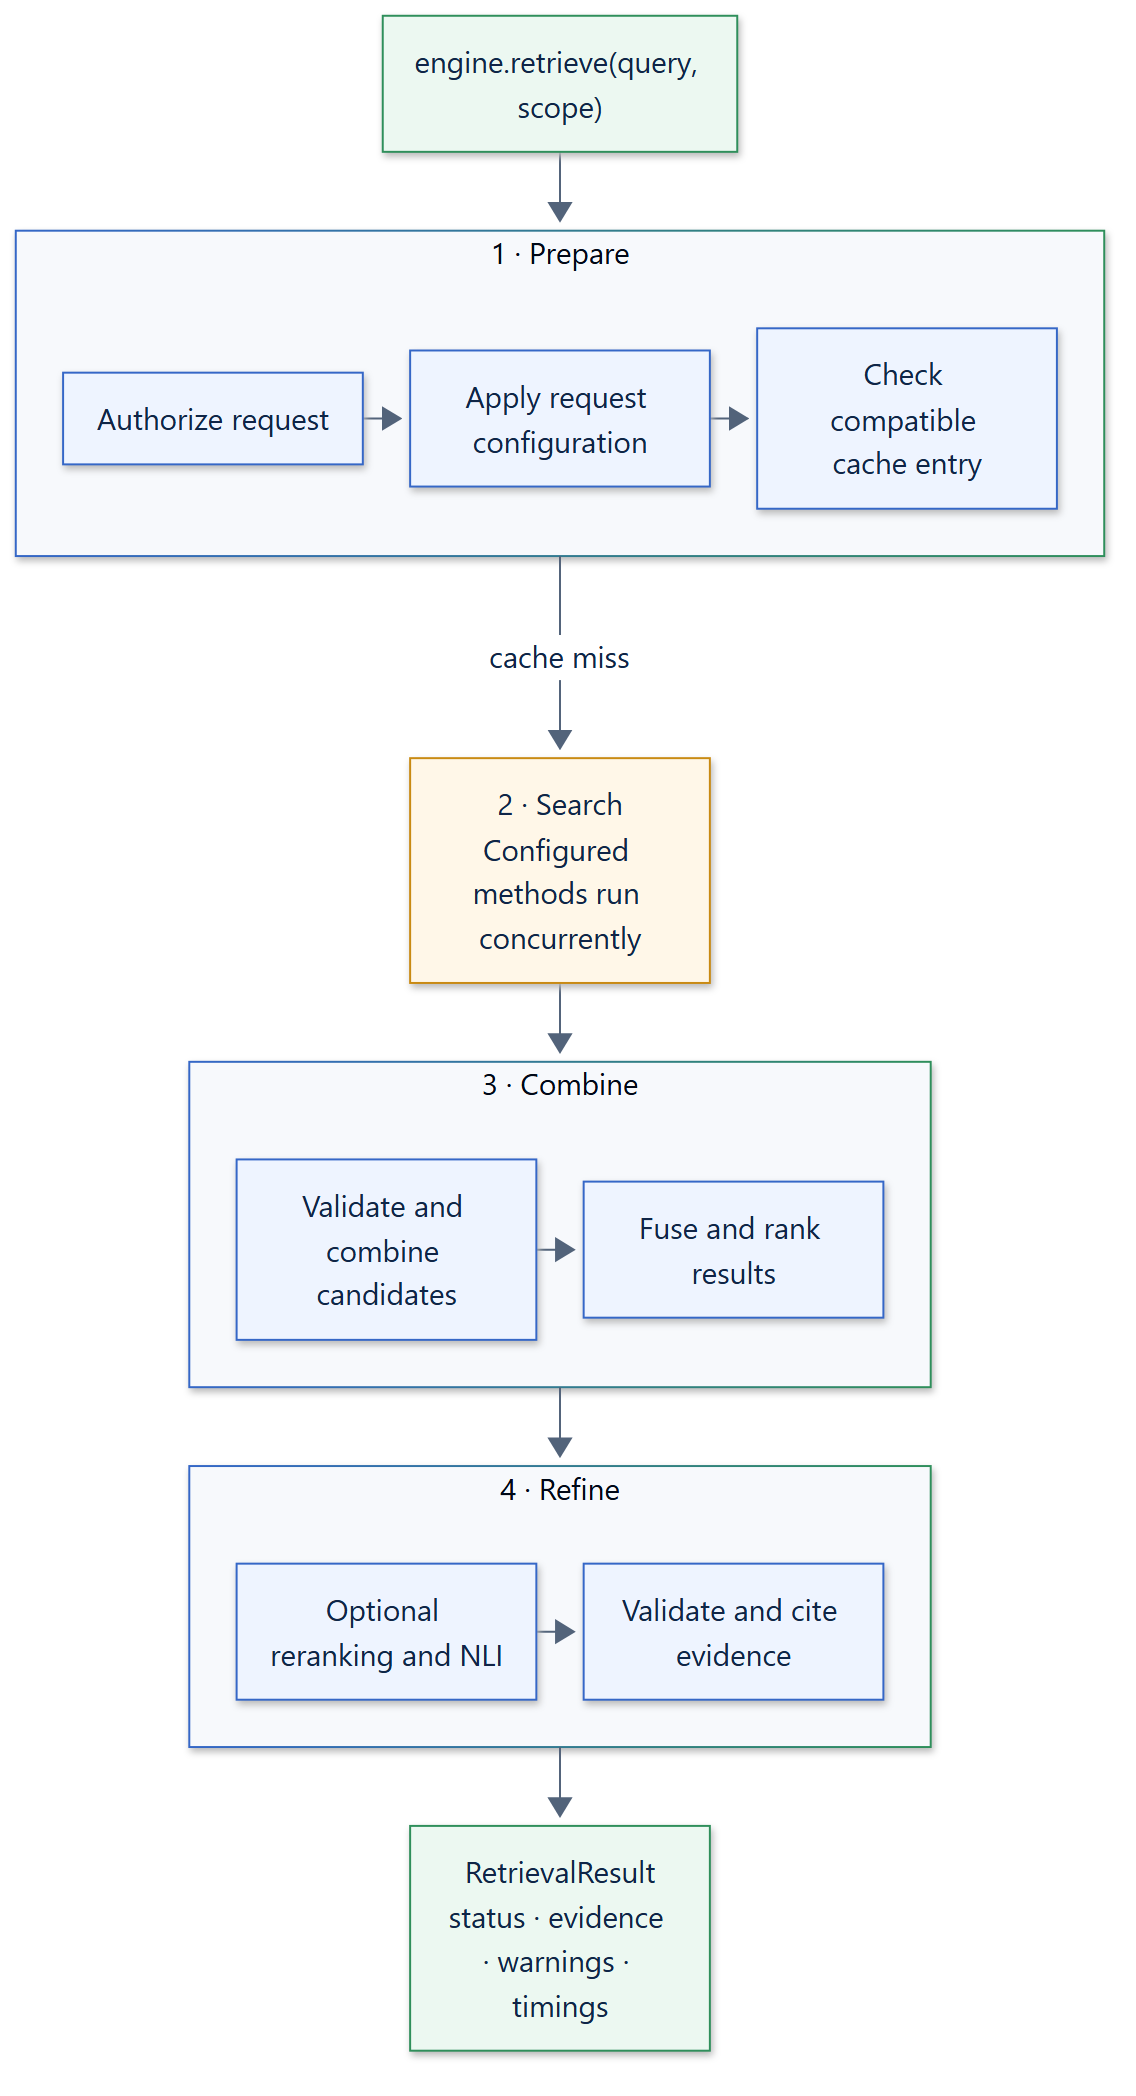 engine.retrieve(query,
scope)
1 · Prepare
Authorize request
Apply request
configuration
Check
compatible
cache entry
cache miss
2 · Search
Configured
methods run
concurrently
3 · Combine
Validate and
combine
candidates
Fuse and rank
results
4 · Refine
Optional
reranking and NLI
Validate and cite
evidence
RetrievalResult
status · evidence
· warnings ·
timings